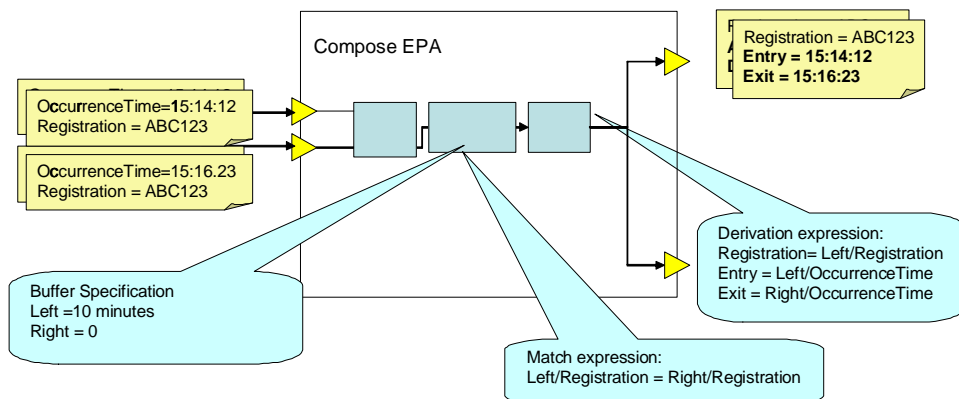 Compose EPA
OccurrenceTime=15:14:12
Registration = ABC123
OccurrenceTime=15:16.23
Registration = ABC123
Registration = ABC123
Entry = 15:14:12
Exit = 15:16:23
Buffer Specification
Left =10 minutes
Right = 0
Match expression:
Left/Registration = Right/Registration
Derivation expression:
Registration= Left/Registration
Entry = Left/OccurrenceTime
Exit = Right/OccurrenceTime